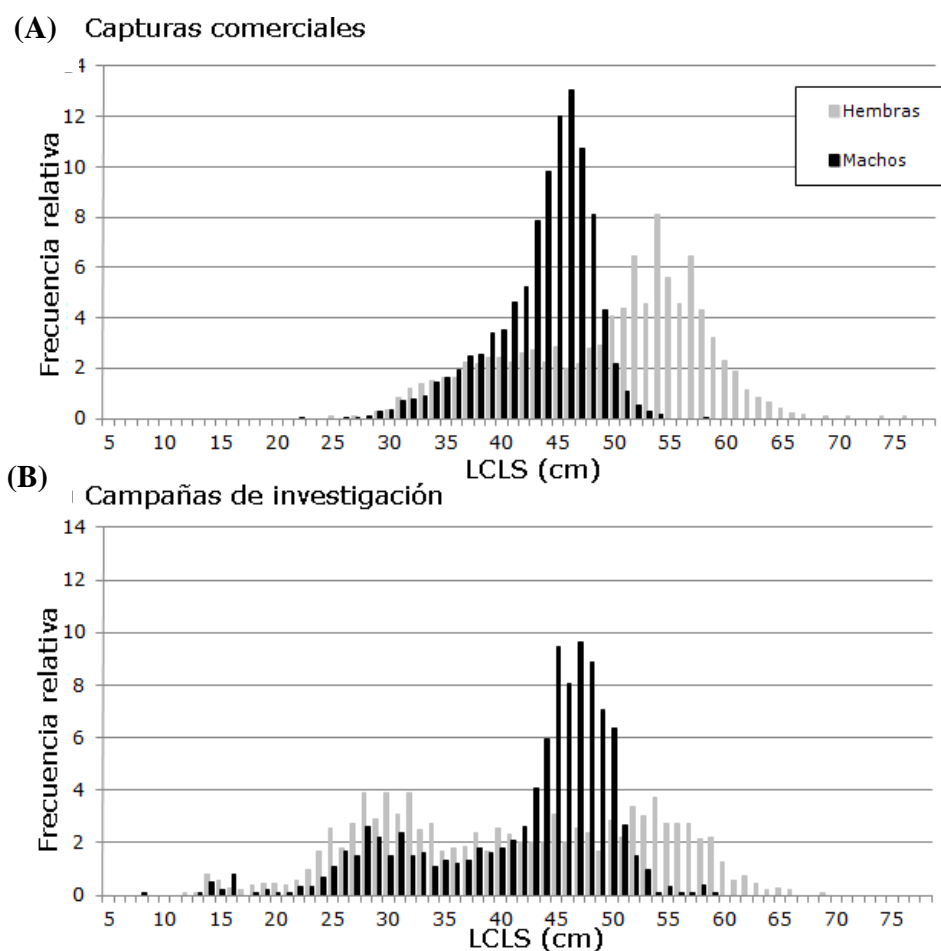 (A) Capturas comerciales
4
12
10
8
6
4
2
0
Frecuencia relativa
Hembras
Machos
5 10 15 20 25 30 35 40 45 50 55 60 65 70 75
LCLS (cm)
(B)
Campañas de investigación
14
12
10
8
6
4
2
0
Frecuencia relativa
5 10 15 20 25 30 35 40 45 50 55 60 65 70 75
LCLS (cm)